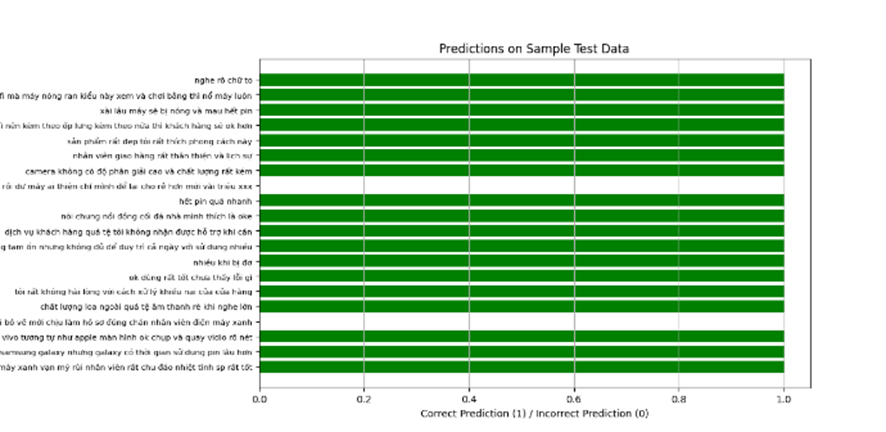 Predictions on Sample Test Data
nghe rõ chữ to
mà máy nóng ran kiểu này xem và chơi bằng thì nổ máy luôn
xài lâu máy sẽ bị nóng và mau hết pin
nên kèm theo ốp lưng kèm theo nữa thì khách hàng sẽ ok hơn
sản phẩm rất đẹp tôi rất thích phong cách này
nhân viên giao hàng rất thân thiện và lịch sự
camera không có độ phân giải cao và chất lượng rất kém
rồi dư máy ai thiện chí mình để lại cho rẻ hơn mới vài triệu xxx
hết pin quá nhanh
nói chung nồi đồng cối đá nhà mình thích là oke
dịch vụ khách hàng quá tệ tôi không nhận được hỗ trợ khi cần
tạm ổn nhưng không đủ để duy trì cả ngày với sử dụng nhiều
nhiều khi bị đơ
ok dùng rất tốt chưa thấy lỗi gì
tôi rất không hài lòng với cách xử lý khiếu nại của cửa hàng
chất lượng loa ngoài quá tệ âm thanh rè khi nghe lớn
bỏ về mới chịu làm hồ sơ đúng chán nhân viên điện máy xanh
vivo tương tự như apple màn hình ok chụp và quay vidio rõ nét
samsung galaxy nhưng galaxy có thời gian sử dụng pin lâu hơn
máy xanh vạn mỹ rùi nhân viên rất chu đáo nhiệt tình sp rất tốt
0.0 0.2 0.4 0.6 0.8 1.0
Correct Prediction (1) / Incorrect Prediction (0)